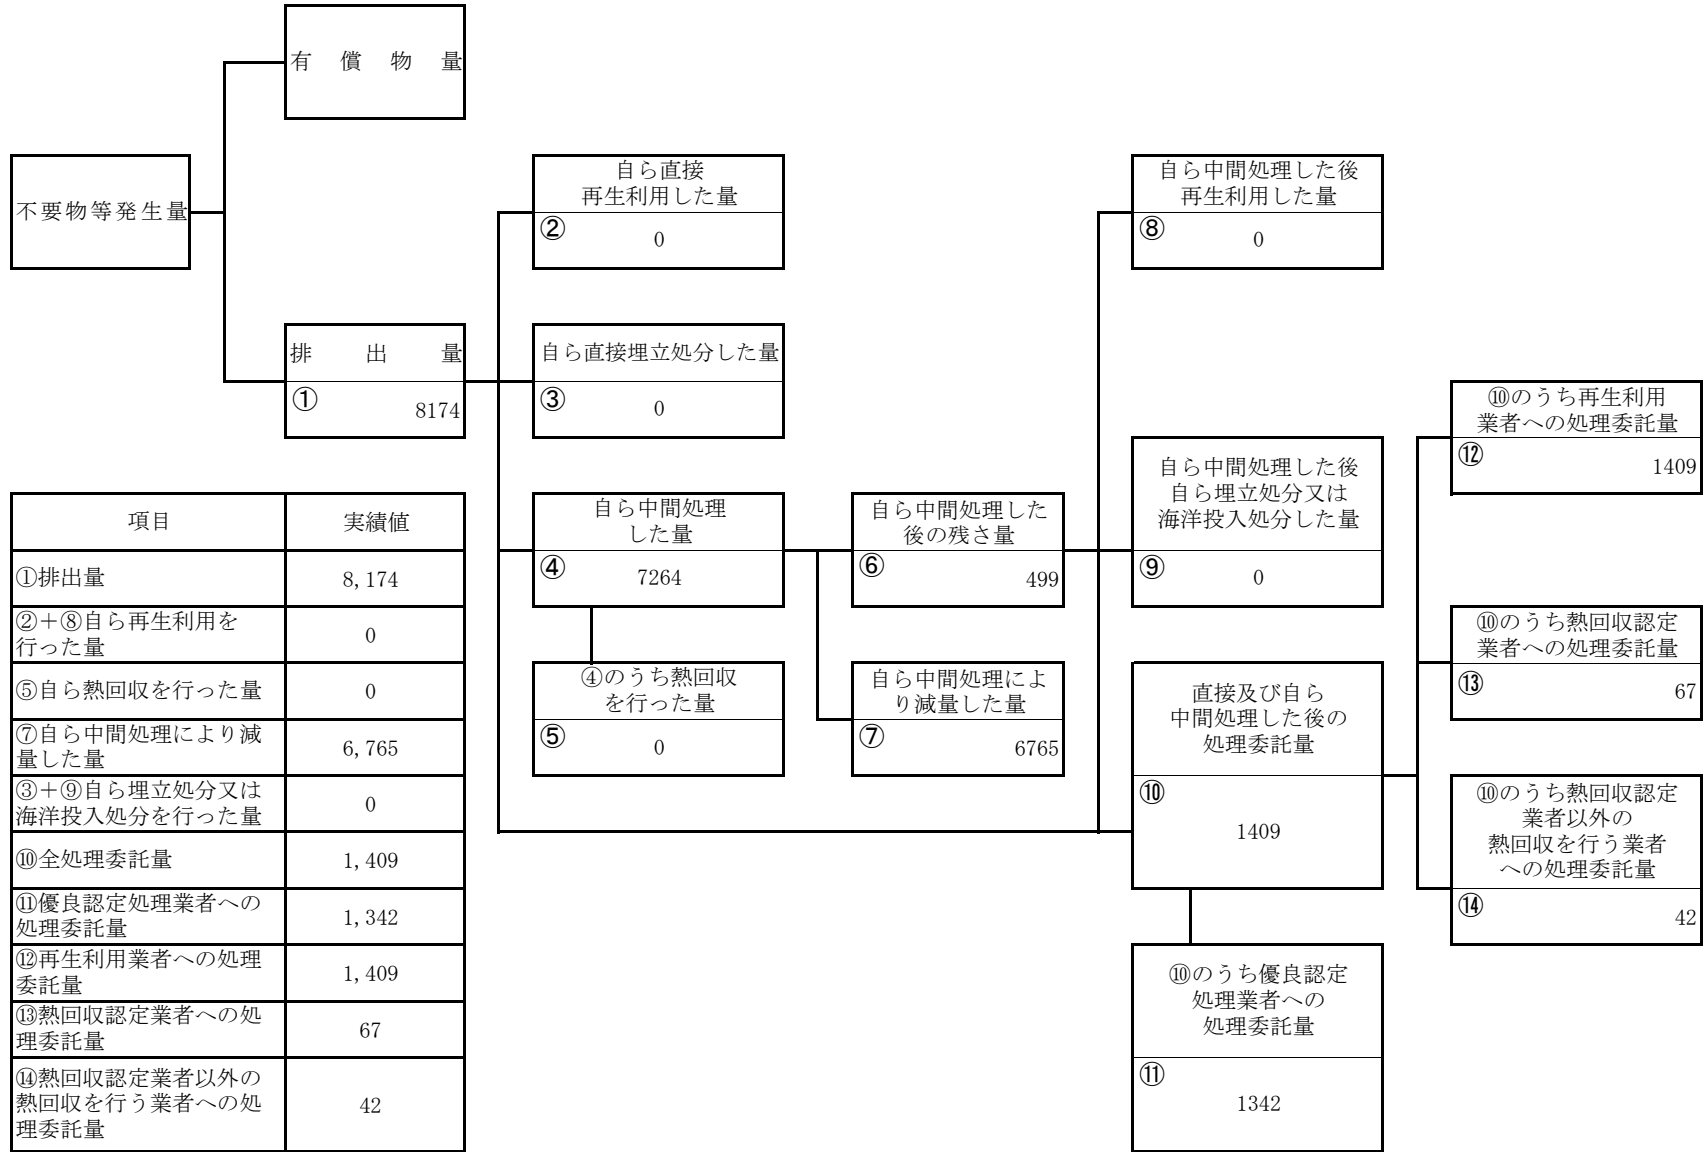 有償物量
不要物等発生量
排出量
①
8174
自ら直接
再生利用した量
②
0
自ら直接埋立処分した量
③
0
自ら中間処理
した量
④
7264
④のうち熱回収
を行った量
⑤
0
自ら中間処理した
後の残さ量
⑥
499
自ら中間処理によ
り減量した量
⑦
6765
自ら中間処理した後
再生利用した量
⑧
0
自ら中間処理した後
自ら埋立処分又は
海洋投入処分した量
⑨
0
直接及び自ら
中間処理した後の
処理委託量
⑩
1409
⑩のうち優良認定
処理業者への
処理委託量
⑪
1342
⑩のうち再生利用
業者への処理委託量
⑫
1409
⑩のうち熱回収認定
業者への処理委託量
⑬
67
⑩のうち熱回収認定
業者以外の
熱回収を行う業者
への処理委託量
⑭
42
項目 実績値
①排出量 8,174
②＋⑧自ら再生利用を
行った量 0
⑤自ら熱回収を行った量 0
⑦自ら中間処理により減
量した量 6,765
③＋⑨自ら埋立処分又は
海洋投入処分を行った量 0
⑩全処理委託量 1,409
⑪優良認定処理業者への
処理委託量 1,342
⑫再生利用業者への処理
委託量 1,409
⑬熱回収認定業者への処
理委託量 67
⑭熱回収認定業者以外の
熱回収を行う業者への処
理委託量 42